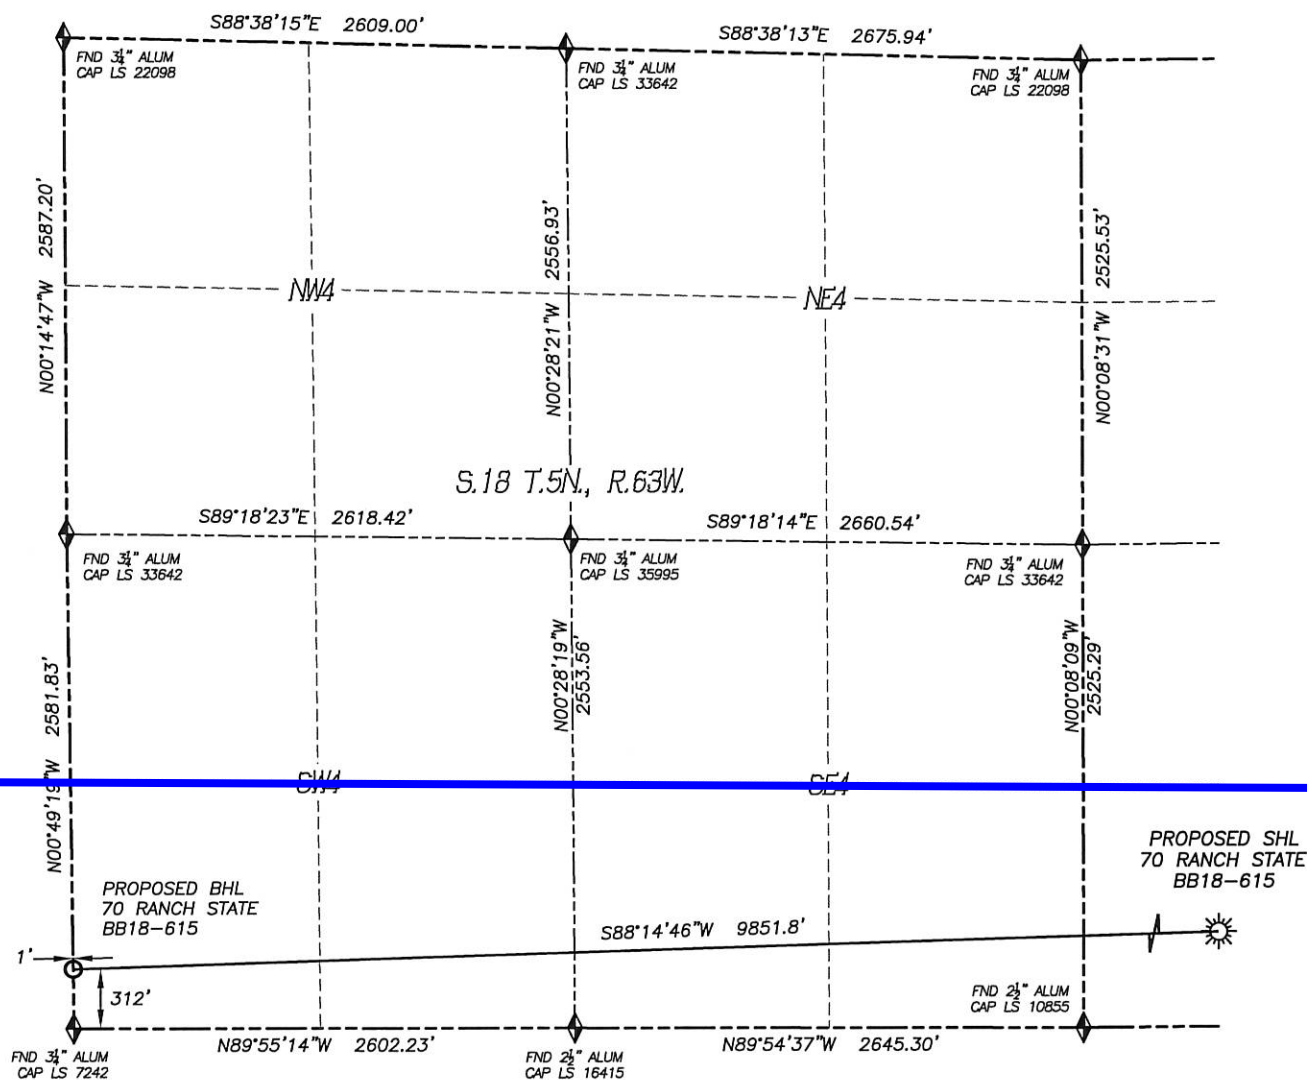 S88°38'15"E 2609.00'
S88°38'13"E 2675.94'
FND 3¼" ALUM
CAP LS 22098
FND 3¼" ALUM
CAP LS 33642
FND 3¼" ALUM
CAP LS 22098
N00°14'47"W 2587.20'
N00°28'21"W 2556.93'
N00°08'31"W 2525.53'
NW4
NE4
S.18 T.5N., R.63W.
S89°18'23"E 2618.42'
S89°18'14"E 2660.54'
FND 3¼" ALUM
CAP LS 33642
FND 3¼" ALUM
CAP LS 35995
FND 3¼" ALUM
CAP LS 33642
N00°49'19"W 2581.83'
N00°28'19"W
2553.56'
N00°08'09"W
2525.29'
SW4
SE4
PROPOSED SHL
70 RANCH STATE
BB18-615
PROPOSED BHL
70 RANCH STATE
BB18-615
S88°14'46"W 9851.8'
1'
312'
FND 2½" ALUM
CAP LS 10855
N89°55'14"W 2602.23'
N89°54'37"W 2645.30'
FND 3¼" ALUM
CAP LS 7242
FND 2½" ALUM
CAP LS 16415